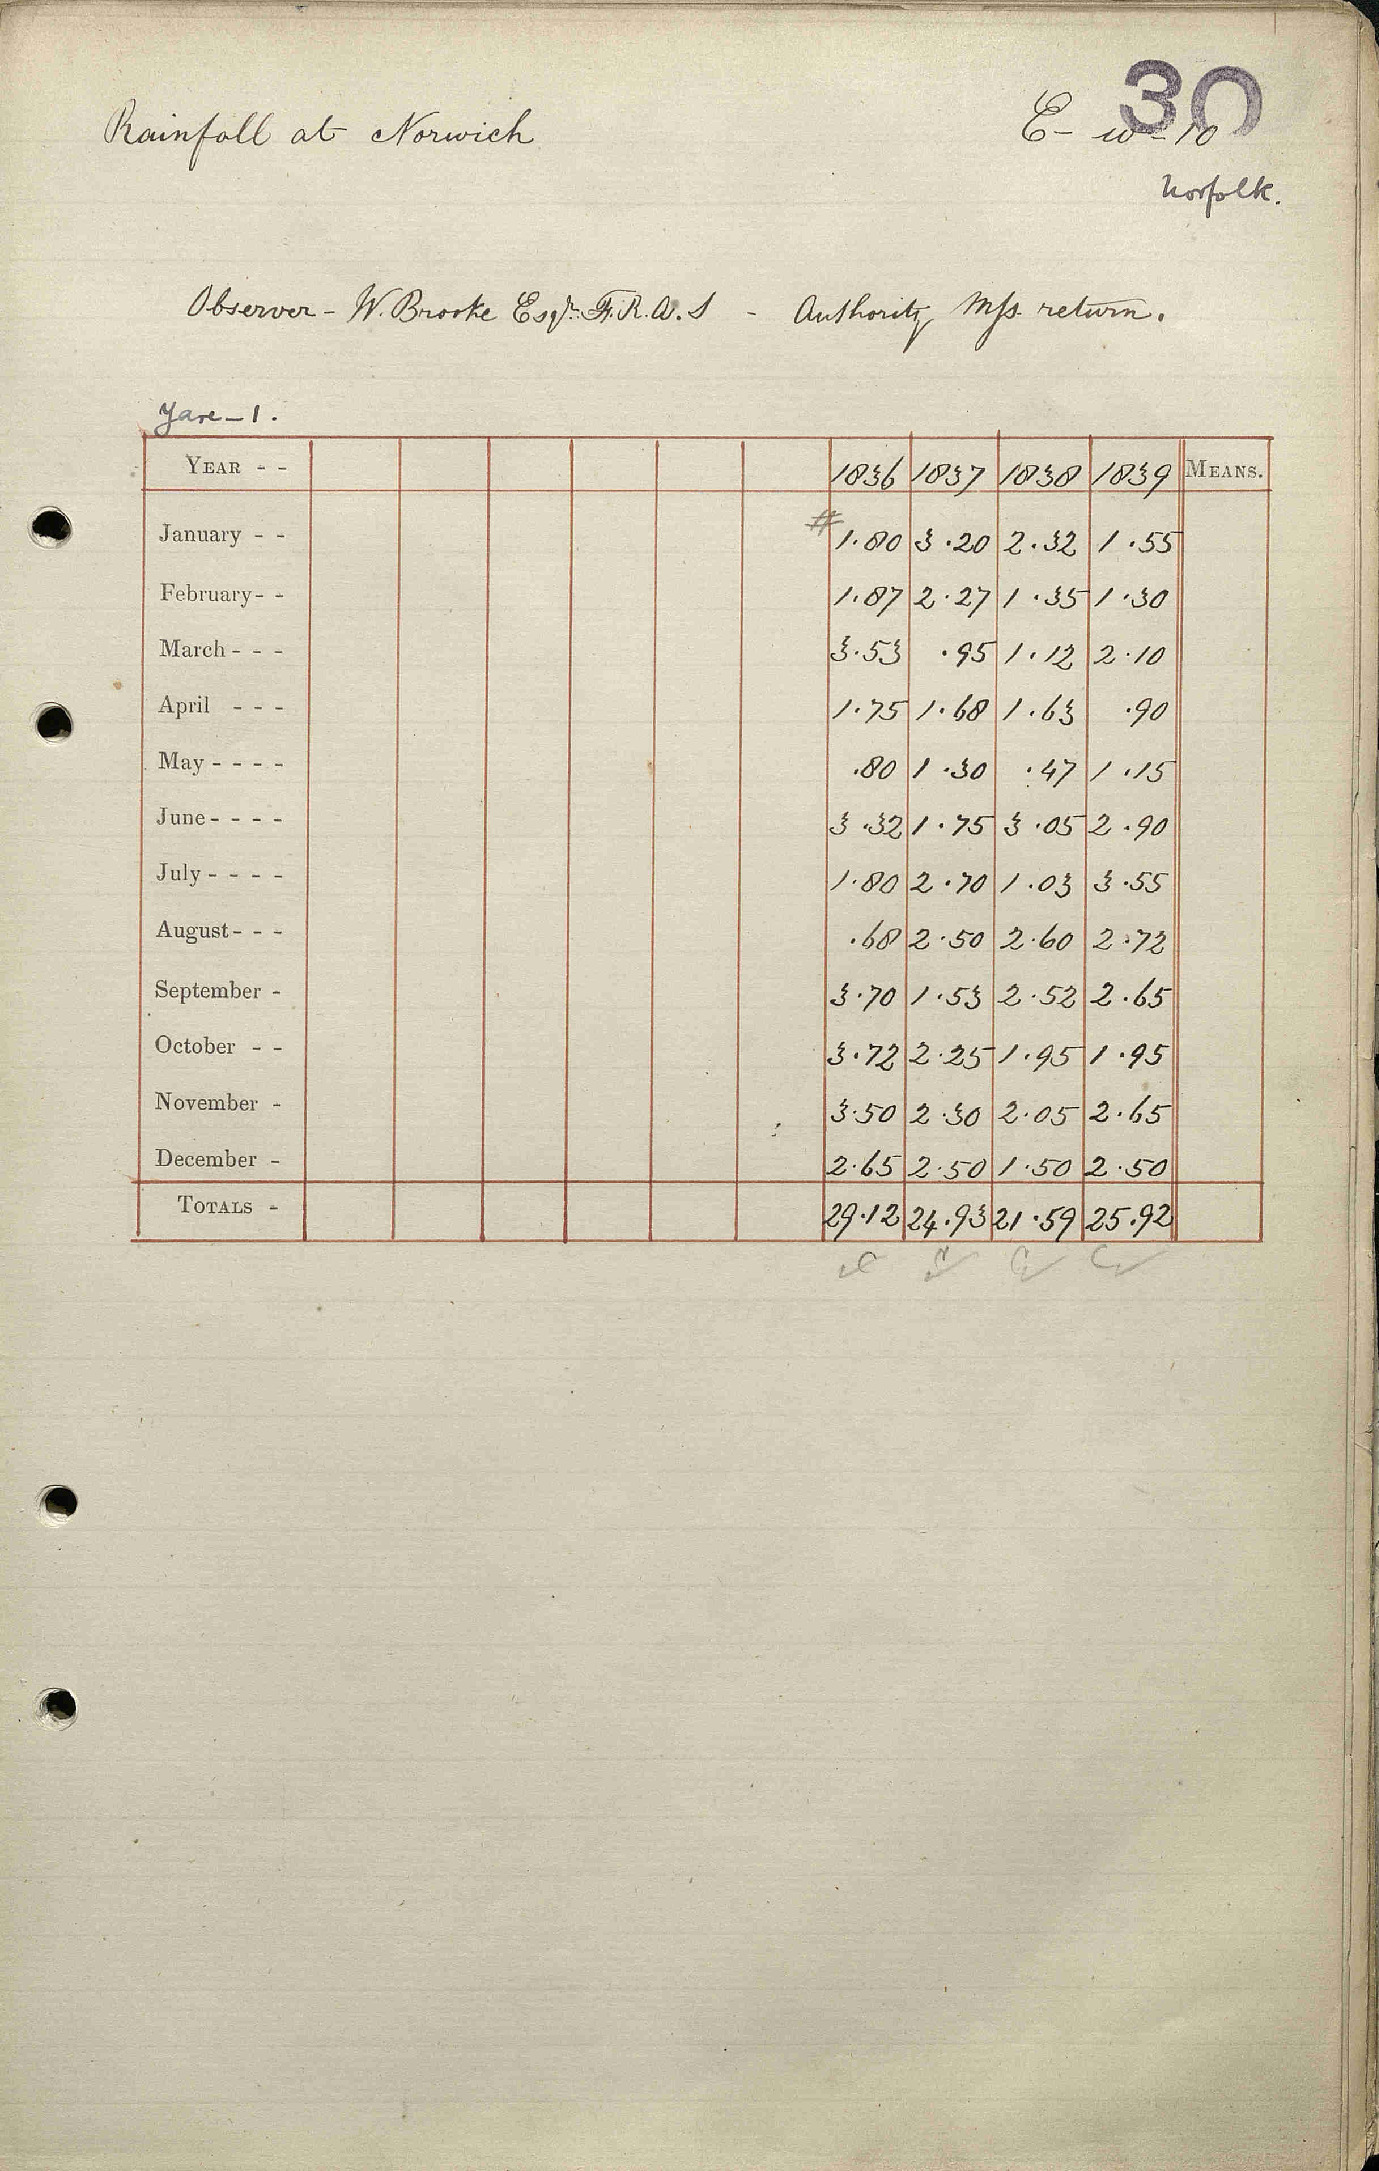 30
Rainfall at Norwich E - w - 10
Norfolk.
Observer - W. Brooke Esqr. F.R.A.S - Authority Mss. return.
Yare - 1.
YEAR - - 1836 1837 1838 1839 MEANS.
January - - # 1.80 3.20 2.32 1.55
February - - 1.87 2.27 1.35 1.30
March - - - 3.53 .95 1.12 2.10
April - - - 1.75 1.68 1.63 .90
May - - - - .80 1.30 .47 1.15
June - - - - 3.32 1.75 3.05 2.90
July - - - - 1.80 2.70 1.03 3.55
August - - - .68 2.50 2.60 2.72
September - 3.70 1.53 2.52 2.65
October - - 3.72 2.25 1.95 1.95
November - 3.50 2.30 2.05 2.65
December - 2.65 2.50 1.50 2.50
TOTALS - 29.12 24.93 21.59 25.92